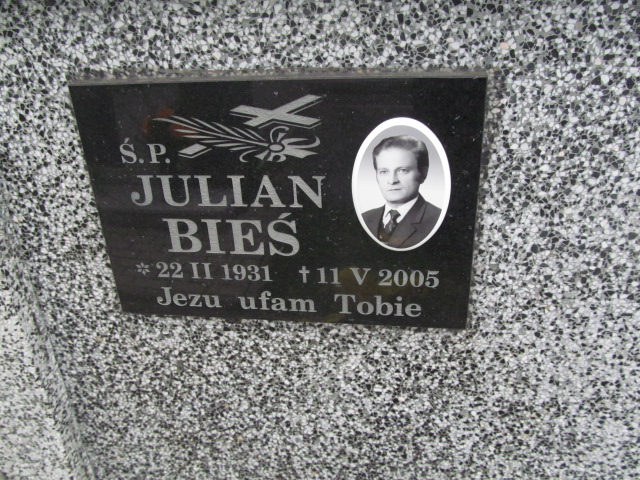 Ś.P.
JULIAN
BIEŚ
* 22 II 1931 † 11 V 2005
Jezu ufam Tobie